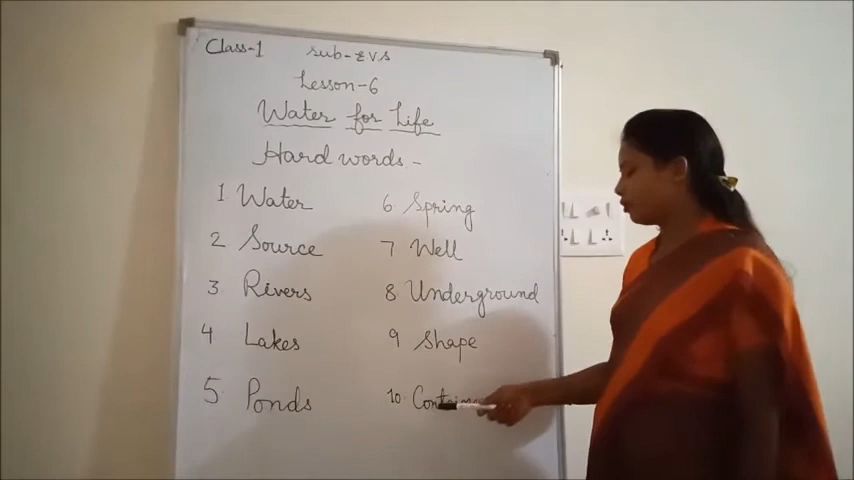 Class-1 Sub-EVS
Lesson-6
Water for Life
Hard words-
1 Water
2 Source
3 Rivers
4 Lakes
5 Ponds
6 Spring
7 Well
8 Underground
9 Shape
10